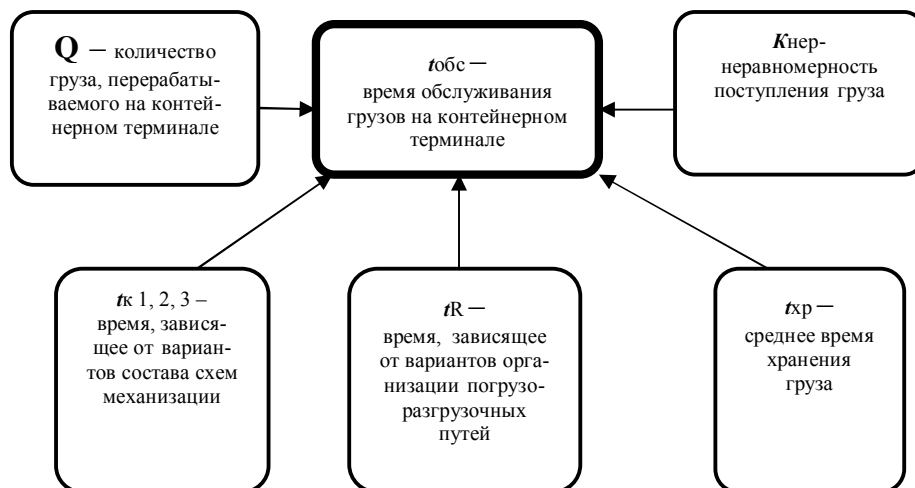 Q — количество
груза, перерабаты-
ваемого на контей-
нерном терминале
tобс —
время обслуживания
грузов на контейнерном
терминале
Кнер-
неравномерность
поступления груза
tк 1, 2, 3 –
время, завися-
щее от вариан-
тов состава схем
механизации
tR —
время, зависящее
от вариантов орга-
низации погрузо-
разгрузочных
путей
tхр —
среднее время
хранения
груза